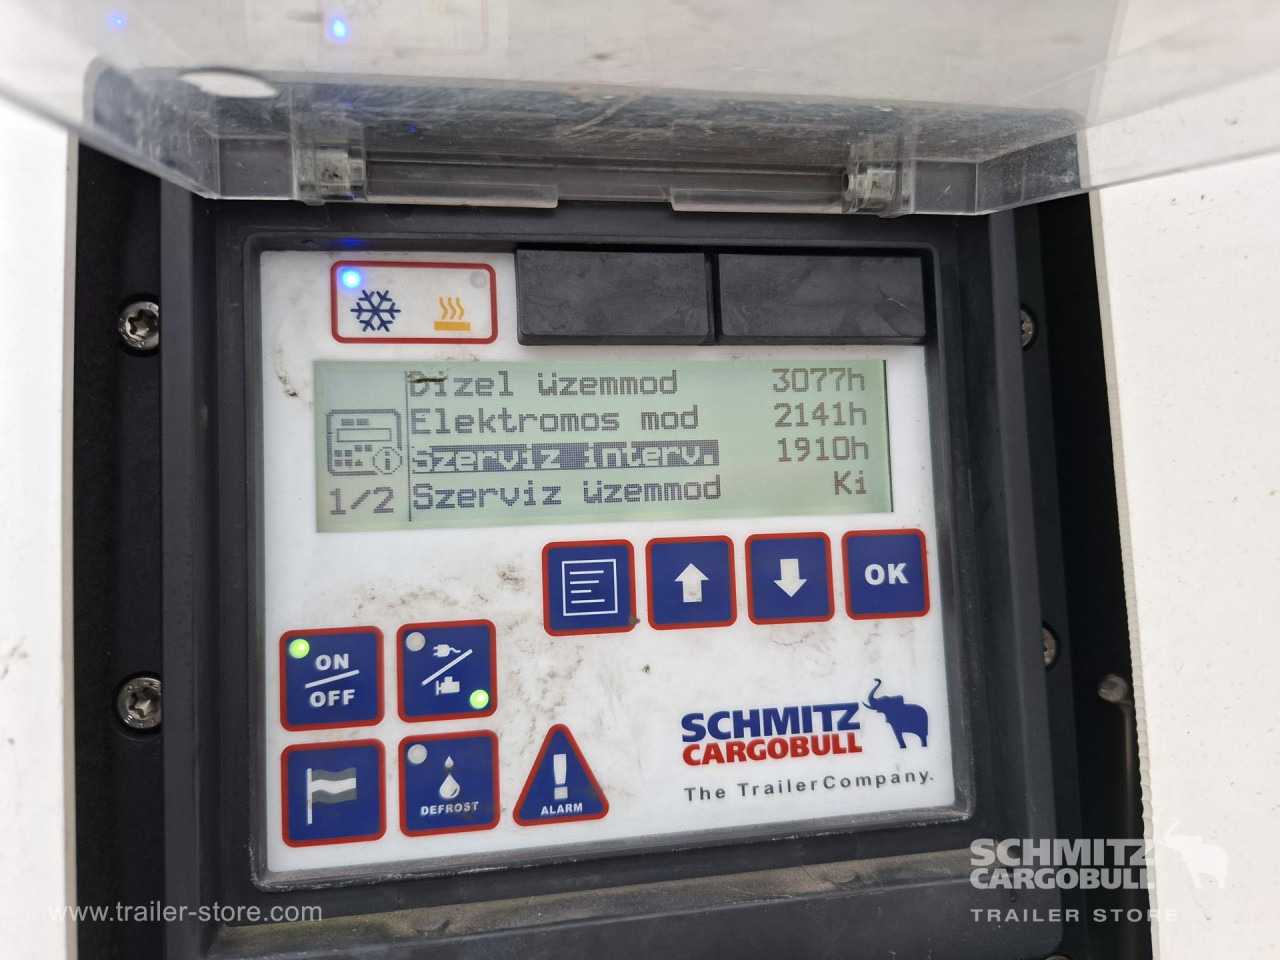 Dízel üzemmod 3077h
Elektromos mod 2141h
Szerviz interv. 1910h
Szerviz üzemmod Ki
1/2
OK
ON
OFF
DEFROST
ALARM
SCHMITZ
CARGOBULL
The TrailerCompany.
www.trailer-store.com
SCHMITZ
CARGOBULL
TRAILER STORE